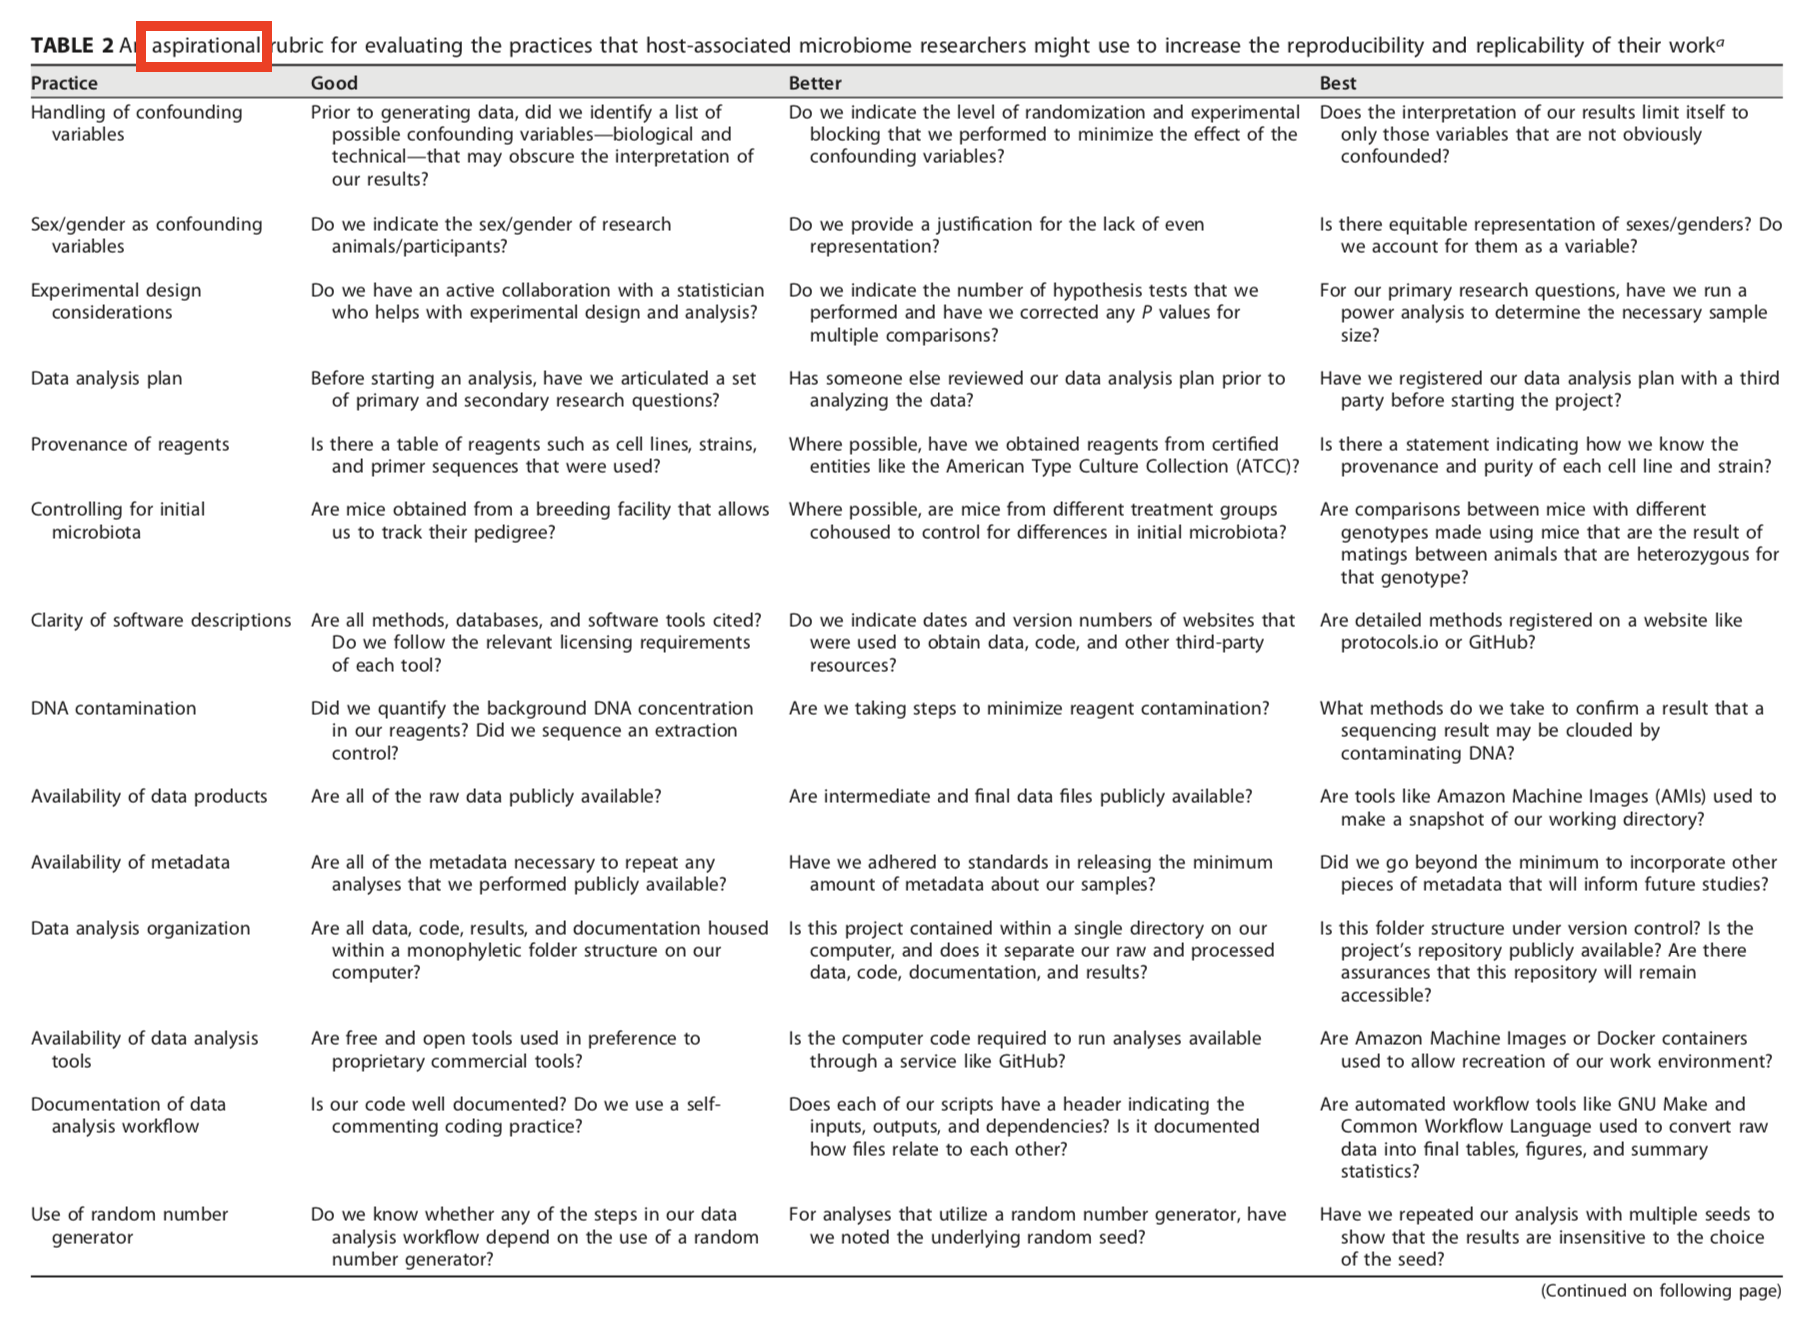 TABLE 2 An aspirational rubric for evaluating the practices that host-associated microbiome researchers might use to increase the reproducibility and replicability of their workᵃ
Practice Good Better Best
Handling of confounding
variables
Prior to generating data, did we identify a list of
possible confounding variables—biological and
technical—that may obscure the interpretation of
our results?
Do we indicate the level of randomization and experimental
blocking that we performed to minimize the effect of the
confounding variables?
Does the interpretation of our results limit itself to
only those variables that are not obviously
confounded?
Sex/gender as confounding
variables
Do we indicate the sex/gender of research
animals/participants?
Do we provide a justification for the lack of even
representation?
Is there equitable representation of sexes/genders? Do
we account for them as a variable?
Experimental design
considerations
Do we have an active collaboration with a statistician
who helps with experimental design and analysis?
Do we indicate the number of hypothesis tests that we
performed and have we corrected any P values for
multiple comparisons?
For our primary research questions, have we run a
power analysis to determine the necessary sample
size?
Data analysis plan
Before starting an analysis, have we articulated a set
of primary and secondary research questions?
Has someone else reviewed our data analysis plan prior to
analyzing the data?
Have we registered our data analysis plan with a third
party before starting the project?
Provenance of reagents
Is there a table of reagents such as cell lines, strains,
and primer sequences that were used?
Where possible, have we obtained reagents from certified
entities like the American Type Culture Collection (ATCC)?
Is there a statement indicating how we know the
provenance and purity of each cell line and strain?
Controlling for initial
microbiota
Are mice obtained from a breeding facility that allows
us to track their pedigree?
Where possible, are mice from different treatment groups
cohoused to control for differences in initial microbiota?
Are comparisons between mice with different
genotypes made using mice that are the result of
matings between animals that are heterozygous for
that genotype?
Clarity of software descriptions
Are all methods, databases, and software tools cited?
Do we follow the relevant licensing requirements
of each tool?
Do we indicate dates and version numbers of websites that
were used to obtain data, code, and other third-party
resources?
Are detailed methods registered on a website like
protocols.io or GitHub?
DNA contamination
Did we quantify the background DNA concentration
in our reagents? Did we sequence an extraction
control?
Are we taking steps to minimize reagent contamination?
What methods do we take to confirm a result that a
sequencing result may be clouded by
contaminating DNA?
Availability of data products
Are all of the raw data publicly available?
Are intermediate and final data files publicly available?
Are tools like Amazon Machine Images (AMIs) used to
make a snapshot of our working directory?
Availability of metadata
Are all of the metadata necessary to repeat any
analyses that we performed publicly available?
Have we adhered to standards in releasing the minimum
amount of metadata about our samples?
Did we go beyond the minimum to incorporate other
pieces of metadata that will inform future studies?
Data analysis organization
Are all data, code, results, and documentation housed
within a monophyletic folder structure on our
computer?
Is this project contained within a single directory on our
computer, and does it separate our raw and processed
data, code, documentation, and results?
Is this folder structure under version control? Is the
project's repository publicly available? Are there
assurances that this repository will remain
accessible?
Availability of data analysis
tools
Are free and open tools used in preference to
proprietary commercial tools?
Is the computer code required to run analyses available
through a service like GitHub?
Are Amazon Machine Images or Docker containers
used to allow recreation of our work environment?
Documentation of data
analysis workflow
Is our code well documented? Do we use a self-
commenting coding practice?
Does each of our scripts have a header indicating the
inputs, outputs, and dependencies? Is it documented
how files relate to each other?
Are automated workflow tools like GNU Make and
Common Workflow Language used to convert raw
data into final tables, figures, and summary
statistics?
Use of random number
generator
Do we know whether any of the steps in our data
analysis workflow depend on the use of a random
number generator?
For analyses that utilize a random number generator, have
we noted the underlying random seed?
Have we repeated our analysis with multiple seeds to
show that the results are insensitive to the choice
of the seed?
(Continued on following page)